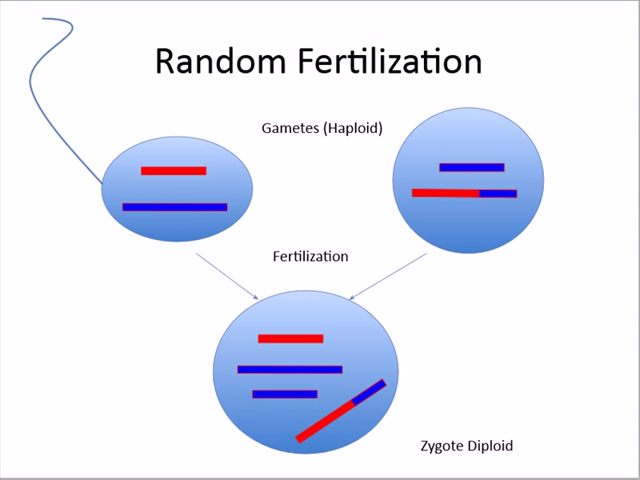 Random Fertilization
Gametes (Haploid)
Fertilization
Zygote Diploid